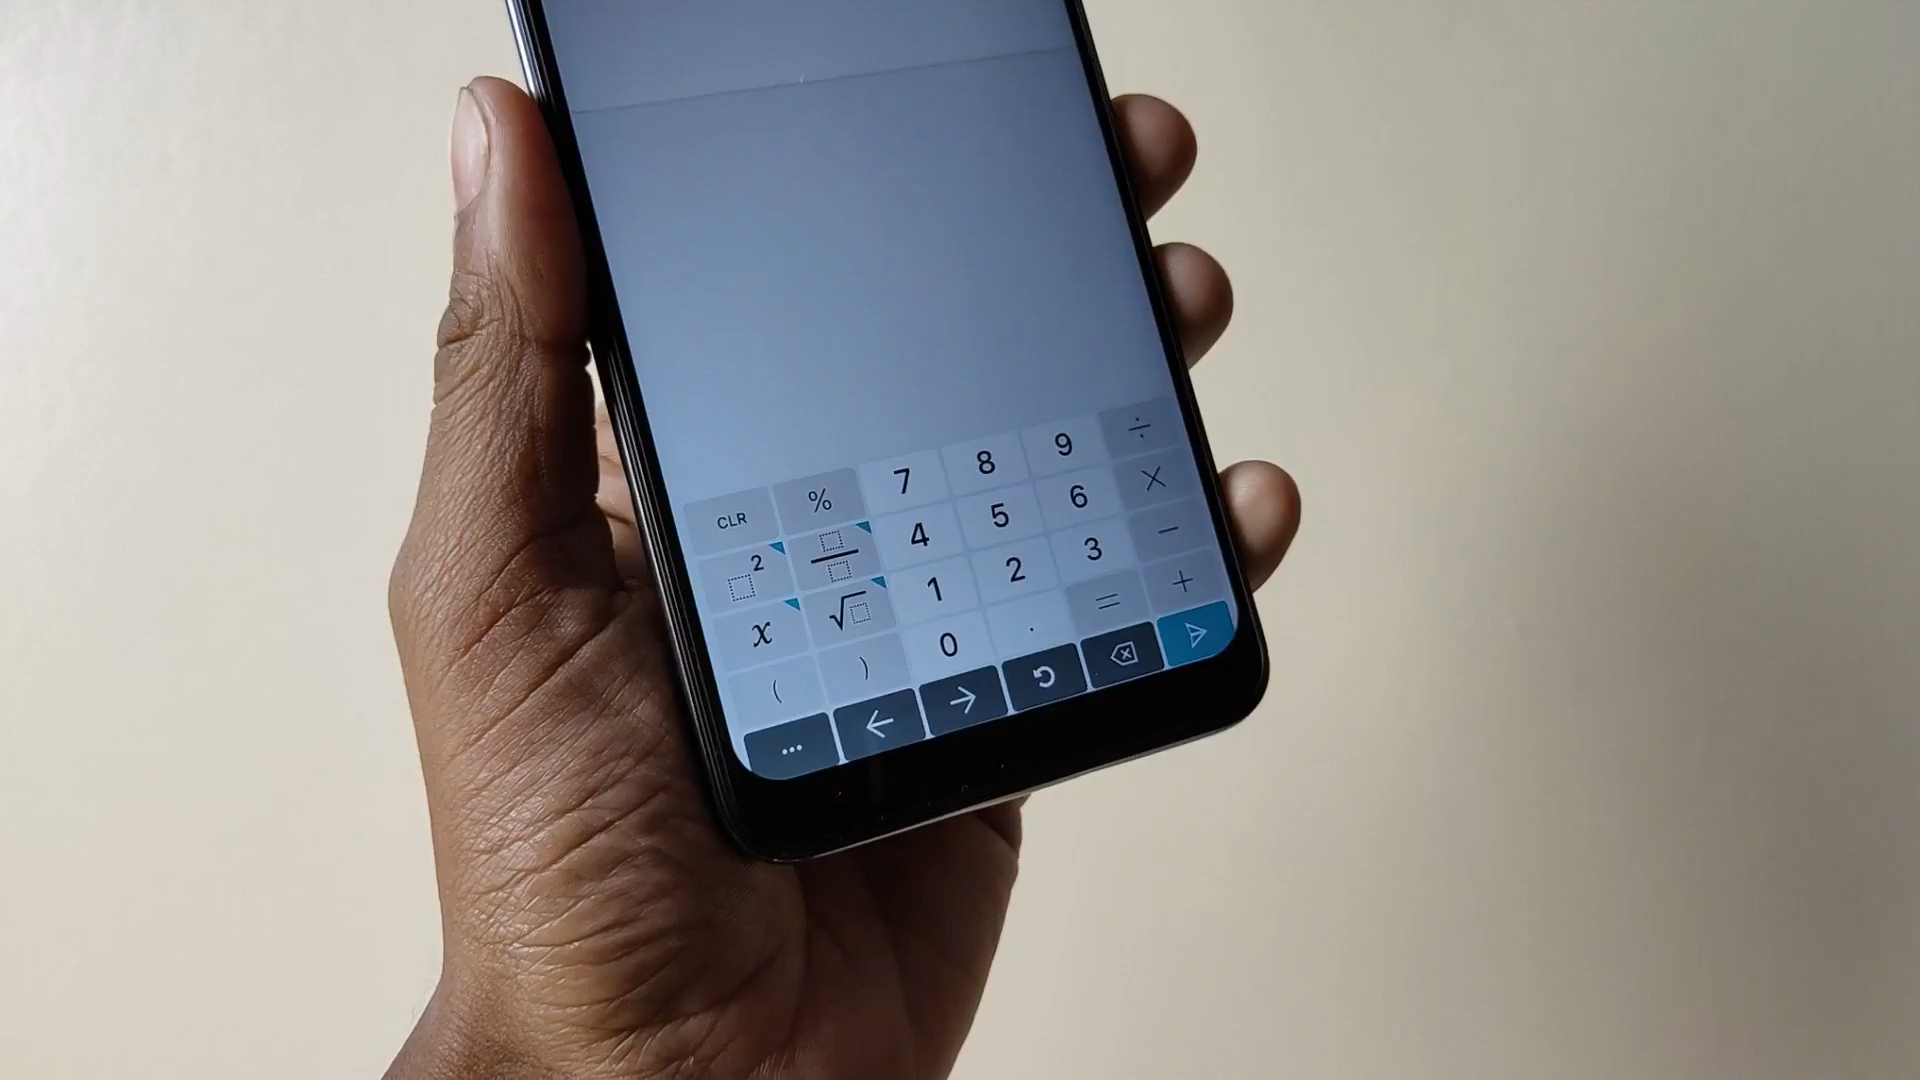 CLR % 7 8 9 ÷
□² □/□ 4 5 6 ×
x √□ 1 2 3 −
( ) 0 . = +
... ← →